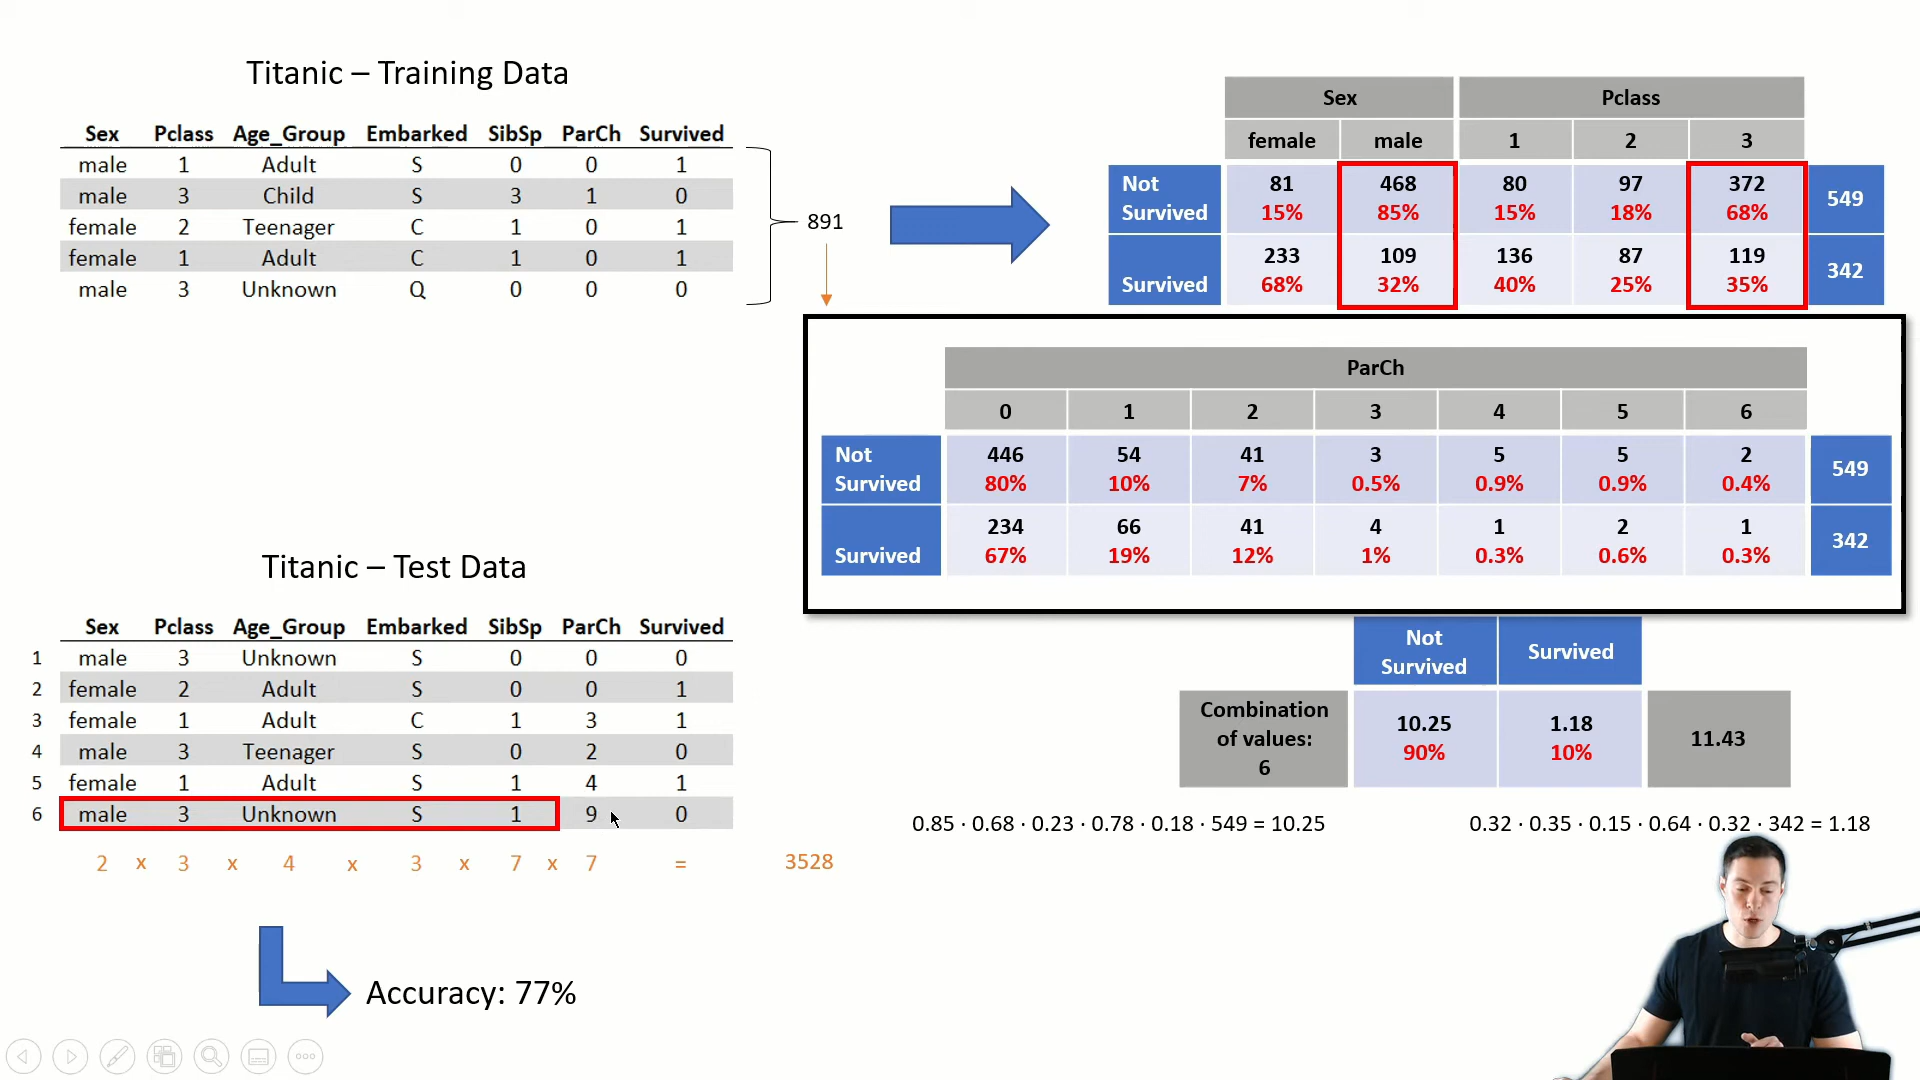 Titanic – Training Data
Sex Pclass Age_Group Embarked SibSp ParCh Survived
male 1 Adult S 0 0 1
male 3 Child S 3 1 0
female 2 Teenager C 1 0 1
female 1 Adult C 1 0 1
male 3 Unknown Q 0 0 0
891
Sex Pclass
female male 1 2 3
Not Survived 81 468 80 97 372 549
15% 85% 15% 18% 68%
Survived 233 109 136 87 119 342
68% 32% 40% 25% 35%
ParCh
0 1 2 3 4 5 6
Not Survived 446 54 41 3 5 5 2 549
80% 10% 7% 0.5% 0.9% 0.9% 0.4%
Survived 234 66 41 4 1 2 1 342
67% 19% 12% 1% 0.3% 0.6% 0.3%
Titanic – Test Data
Sex Pclass Age_Group Embarked SibSp ParCh Survived
1 male 3 Unknown S 0 0 0
2 female 2 Adult S 0 0 1
3 female 1 Adult C 1 3 1
4 male 3 Teenager S 0 2 0
5 female 1 Adult S 1 4 1
6 male 3 Unknown S 1 9 0
2 x 3 x 4 x 3 x 7 x 7 = 3528
Not Survived Survived
Combination of values: 6 10.25 1.18 11.43
90% 10%
0.85 · 0.68 · 0.23 · 0.78 · 0.18 · 549 = 10.25
0.32 · 0.35 · 0.15 · 0.64 · 0.32 · 342 = 1.18
Accuracy: 77%